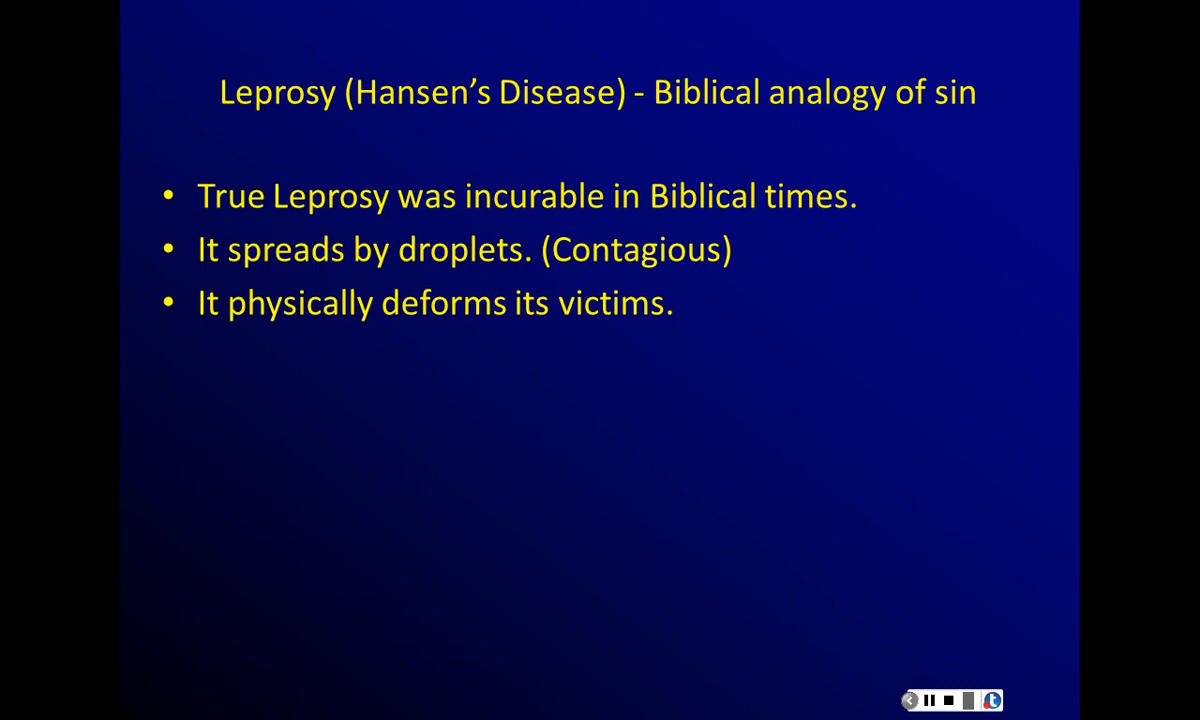 Leprosy (Hansen’s Disease) - Biblical analogy of sin
• True Leprosy was incurable in Biblical times.
• It spreads by droplets. (Contagious)
• It physically deforms its victims.
t